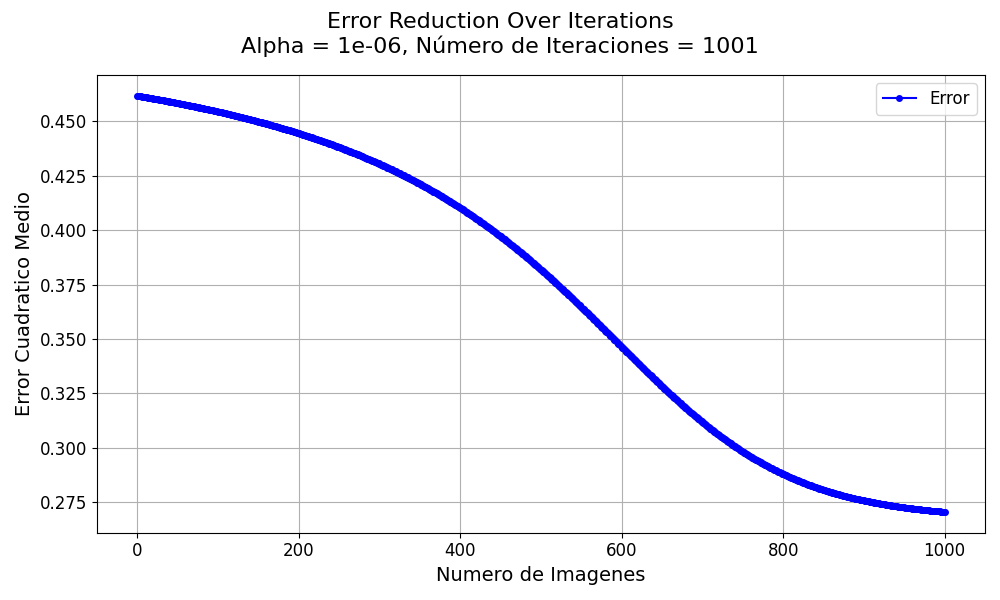 Error Reduction Over Iterations
Alpha = 1e-06, Número de Iteraciones = 1001
Error
Error Cuadratico Medio
0.450
0.425
0.400
0.375
0.350
0.325
0.300
0.275
0 200 400 600 800 1000
Numero de Imagenes